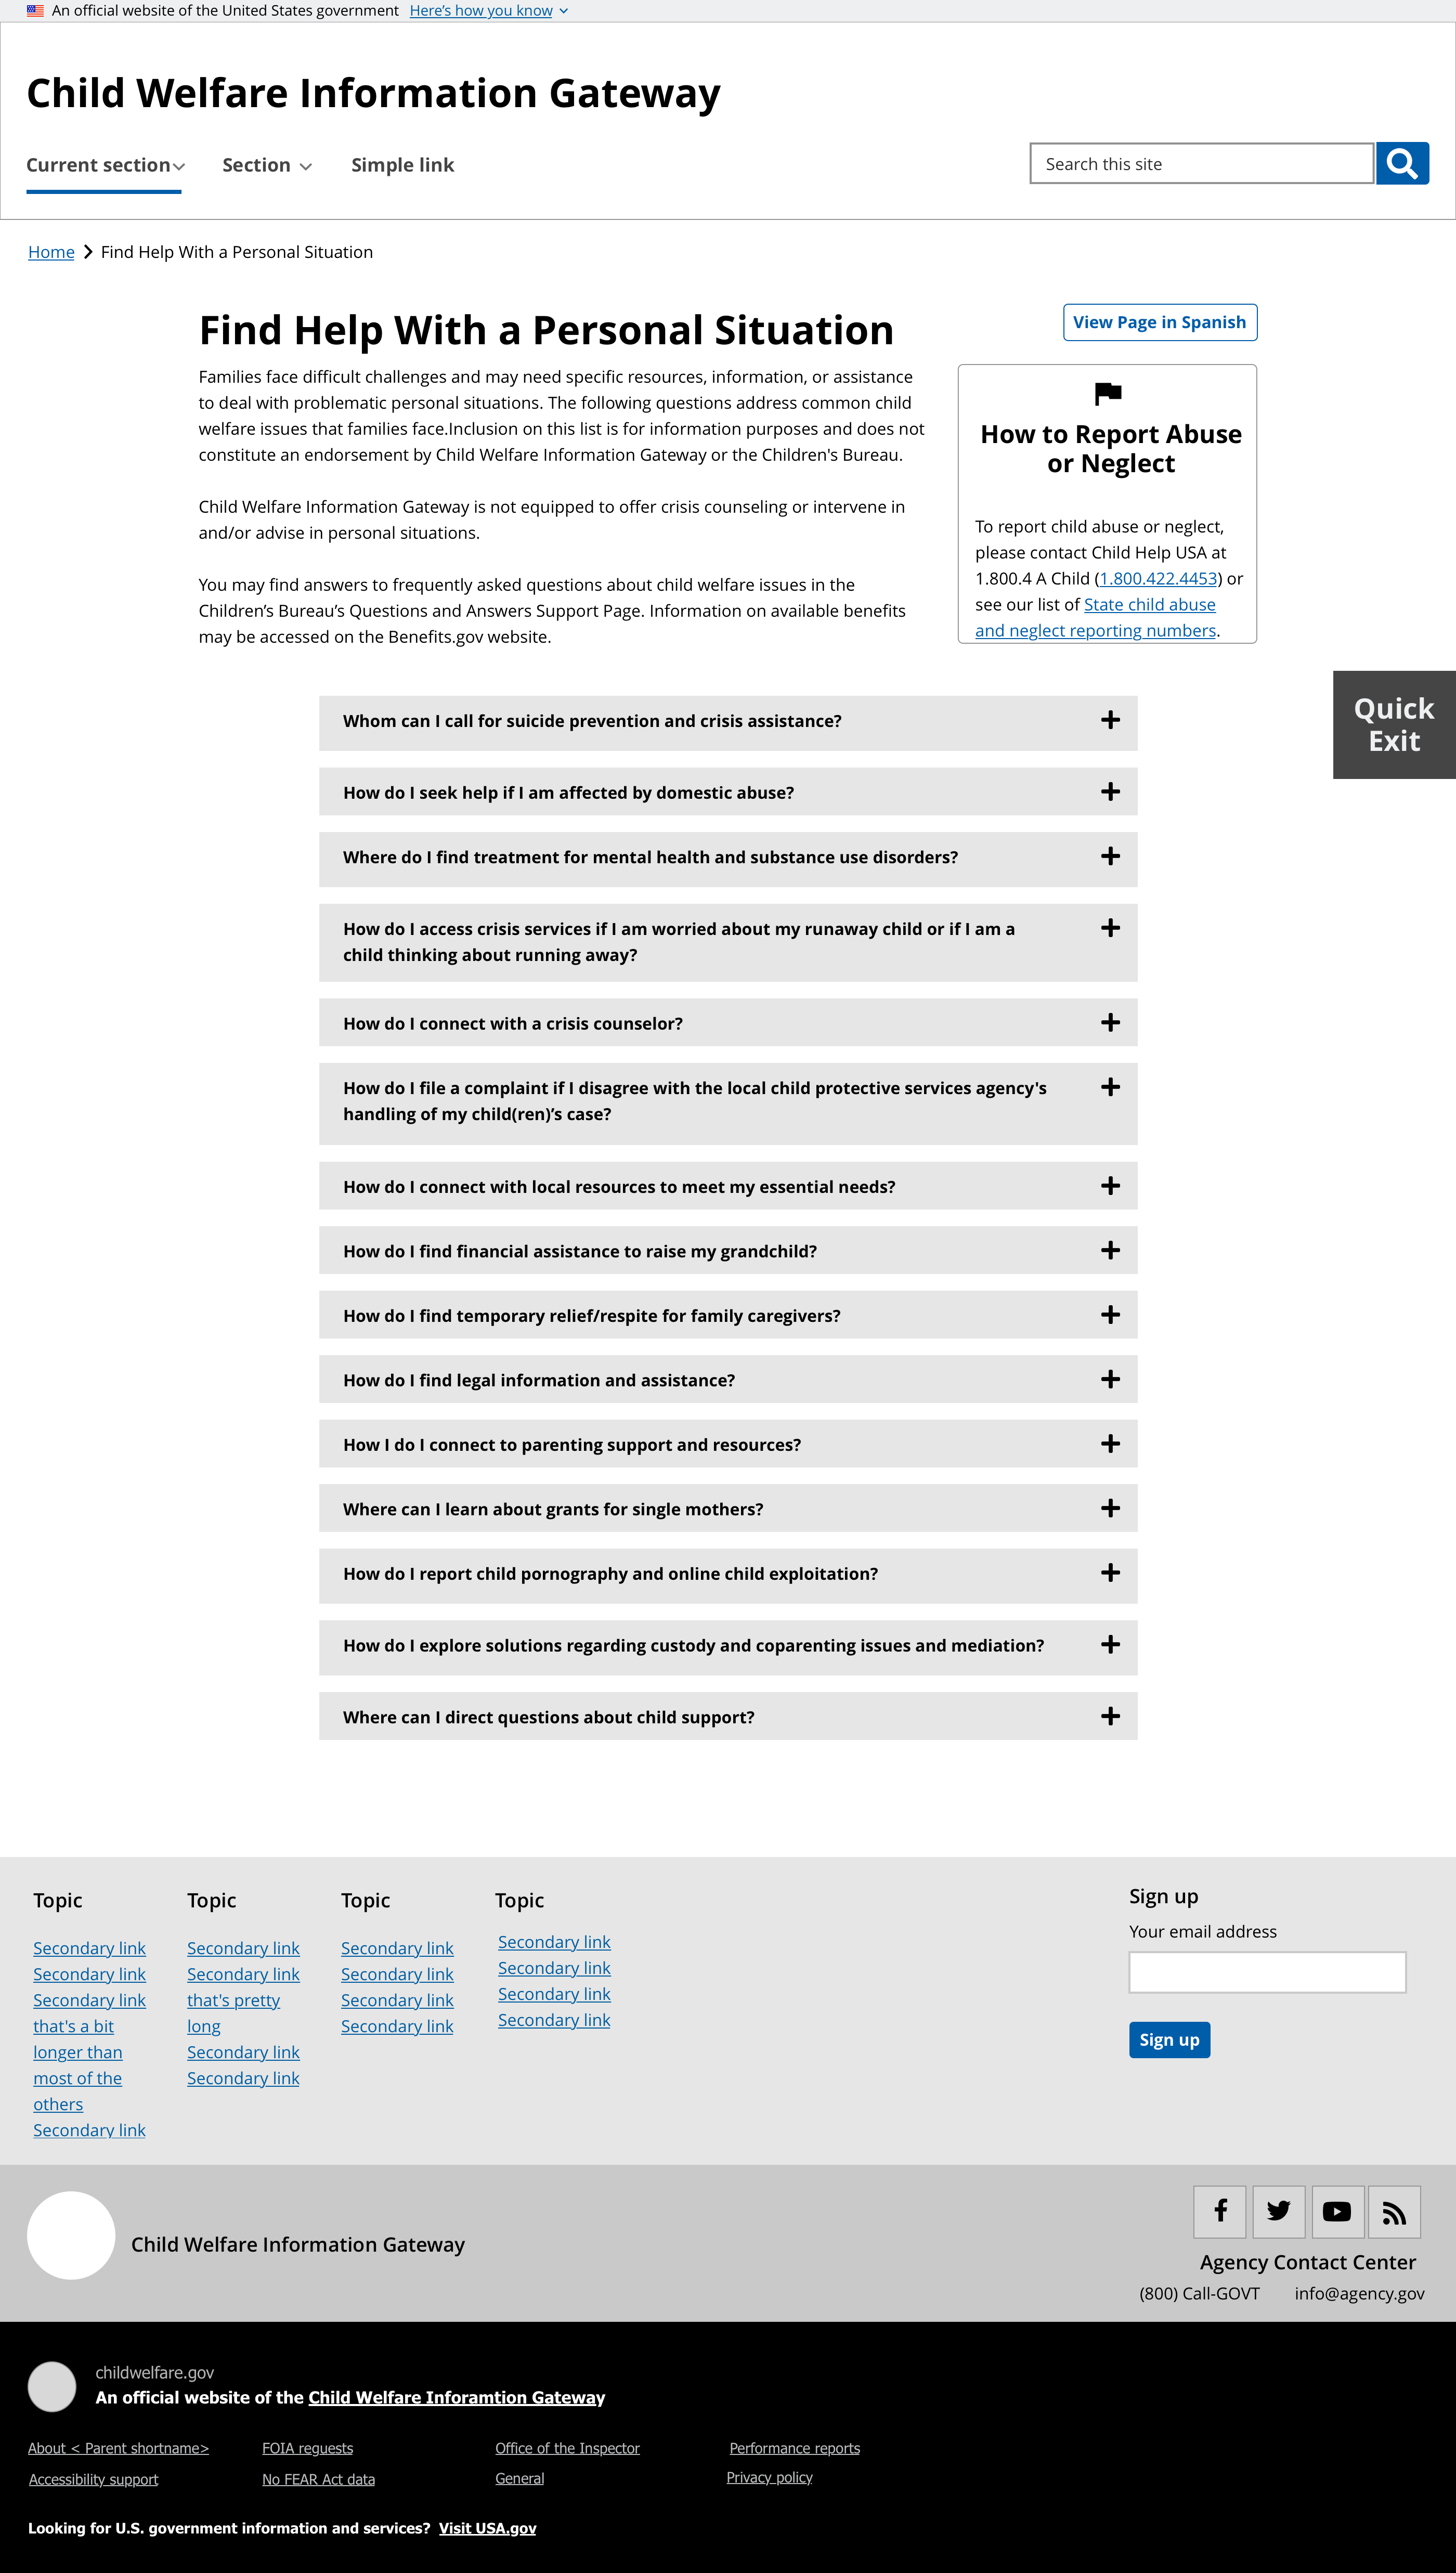 An official website of the United States government Here's how you know
Child Welfare Information Gateway
Current section Section Simple link
Search this site
Home Find Help With a Personal Situation
Find Help With a Personal Situation
View Page in Spanish
Families face difficult challenges and may need specific resources, information, or assistance
to deal with problematic personal situations. The following questions address common child
welfare issues that families face.Inclusion on this list is for information purposes and does not
constitute an endorsement by Child Welfare Information Gateway or the Children's Bureau.
Child Welfare Information Gateway is not equipped to offer crisis counseling or intervene in
and/or advise in personal situations.
You may find answers to frequently asked questions about child welfare issues in the
Children’s Bureau’s Questions and Answers Support Page. Information on available benefits
may be accessed on the Benefits.gov website.
How to Report Abuse
or Neglect
To report child abuse or neglect,
please contact Child Help USA at
1.800.4 A Child (1.800.422.4453) or
see our list of State child abuse
and neglect reporting numbers.
Quick
Exit
Whom can I call for suicide prevention and crisis assistance?
How do I seek help if I am affected by domestic abuse?
Where do I find treatment for mental health and substance use disorders?
How do I access crisis services if I am worried about my runaway child or if I am a
child thinking about running away?
How do I connect with a crisis counselor?
How do I file a complaint if I disagree with the local child protective services agency's
handling of my child(ren)’s case?
How do I connect with local resources to meet my essential needs?
How do I find financial assistance to raise my grandchild?
How do I find temporary relief/respite for family caregivers?
How do I find legal information and assistance?
How I do I connect to parenting support and resources?
Where can I learn about grants for single mothers?
How do I report child pornography and online child exploitation?
How do I explore solutions regarding custody and coparenting issues and mediation?
Where can I direct questions about child support?
Topic
Secondary link
Secondary link
Secondary link
that's a bit
longer than
most of the
others
Secondary link
Topic
Secondary link
Secondary link
that's pretty
long
Secondary link
Secondary link
Topic
Secondary link
Secondary link
Secondary link
Secondary link
Topic
Secondary link
Secondary link
Secondary link
Secondary link
Sign up
Your email address
Sign up
Child Welfare Information Gateway
Agency Contact Center
(800) Call-GOVT info@agency.gov
childwelfare.gov
An official website of the Child Welfare Inforamtion Gateway
About < Parent shortname> FOIA requests Office of the Inspector Performance reports
Accessibility support No FEAR Act data General Privacy policy
Looking for U.S. government information and services? Visit USA.gov